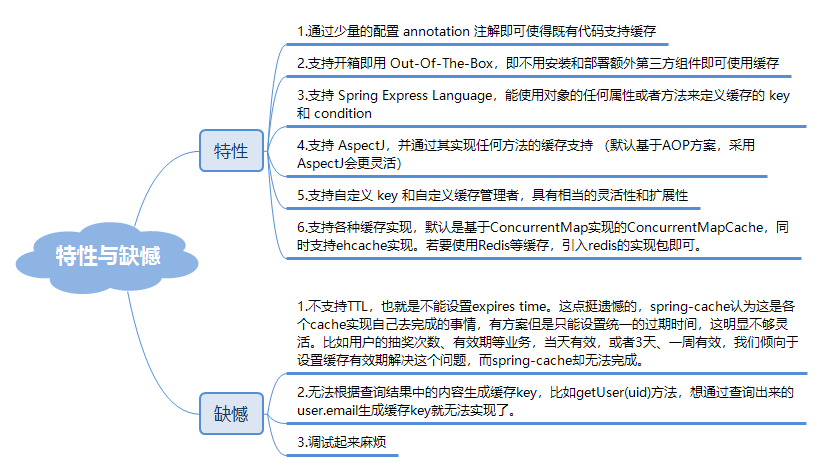 特性与缺憾
特性
1.通过少量的配置 annotation 注解即可使得既有代码支持缓存
2.支持开箱即用 Out-Of-The-Box，即不用安装和部署额外第三方组件即可使用缓存
3.支持 Spring Express Language，能使用对象的任何属性或者方法来定义缓存的 key
和 condition
4.支持 AspectJ，并通过其实现任何方法的缓存支持 （默认基于AOP方案，采用
AspectJ会更灵活）
5.支持自定义 key 和自定义缓存管理者，具有相当的灵活性和扩展性
6.支持各种缓存实现，默认是基于ConcurrentMap实现的ConcurrentMapCache，同
时支持ehcache实现。若要使用Redis等缓存，引入redis的实现包即可。
缺憾
1.不支持TTL，也就是不能设置expires time。这点挺遗憾的，spring-cache认为这是各
个cache实现自己去完成的事情，有方案但是只能设置统一的过期时间，这明显不够灵
活。比如用户的抽奖次数、有效期等业务，当天有效，或者3天、一周有效，我们倾向于
设置缓存有效期解决这个问题，而spring-cache却无法完成。
2.无法根据查询结果中的内容生成缓存key，比如getUser(uid)方法，想通过查询出来的
user.email生成缓存key就无法实现了。
3.调试起来麻烦